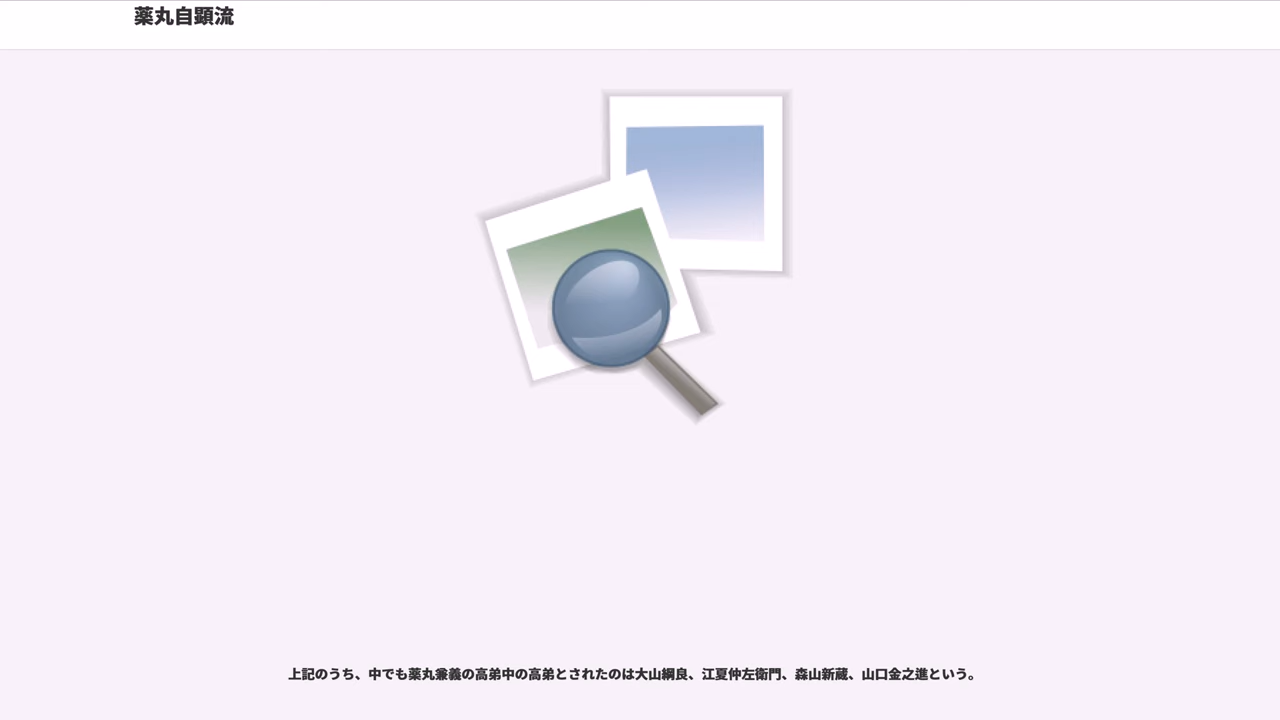 薬丸自顕流
上記のうち、中でも薬丸兼義の高弟中の高弟とされたのは大山綱良、江夏仲左衛門、森山新蔵、山口金之進という。